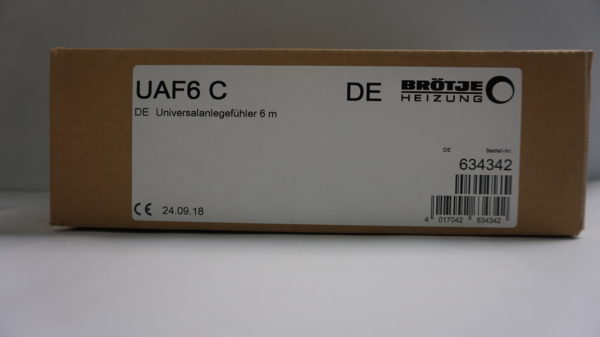 UAF6 C DE BRÖTJE
HEIZUNG
DE Universalanlegefühler 6 m
DE Bestell-Nr.
634342
CE 24.09.18
4 017042 634342